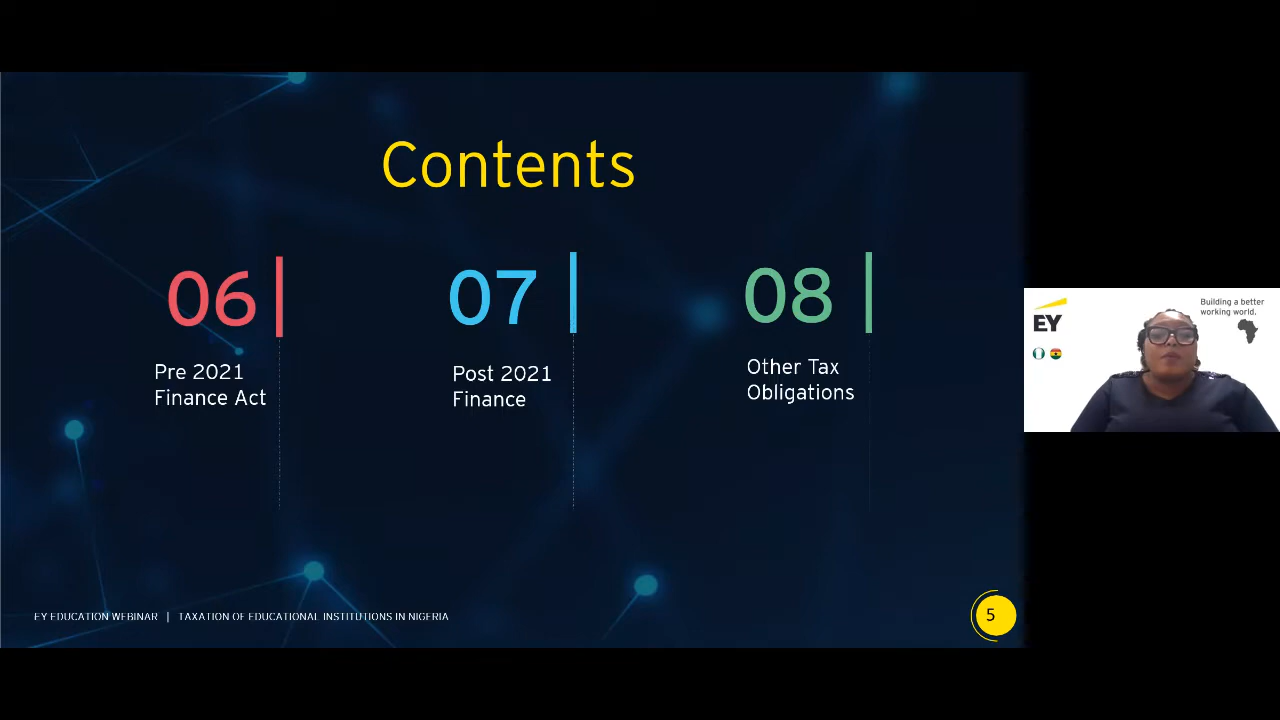 Contents
06
07
08
Pre 2021
Finance Act
Post 2021
Finance
Other Tax
Obligations
EY EDUCATION WEBINAR | TAXATION OF EDUCATIONAL INSTITUTIONS IN NIGERIA
5
EY
Building a better
working world.